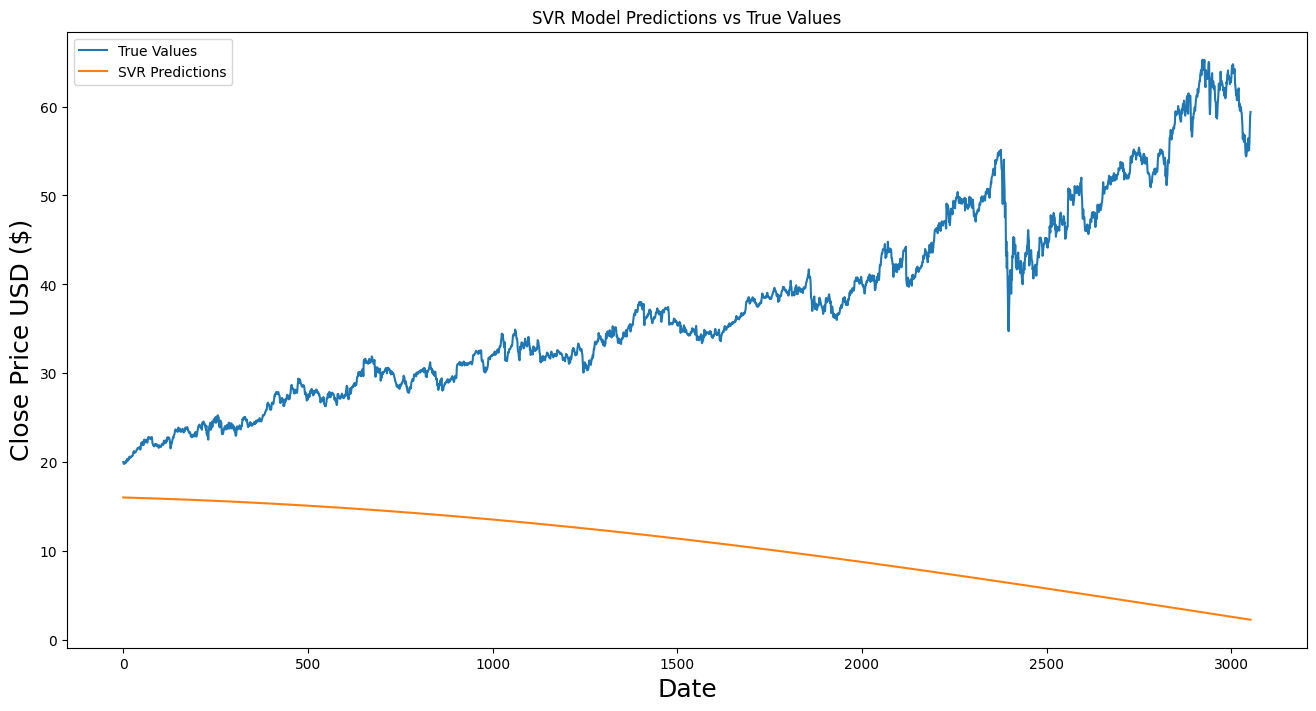 SVR Model Predictions vs True Values
True Values
SVR Predictions
Close Price USD ($)
60
50
40
30
20
10
0
0 500 1000 1500 2000 2500 3000
Date